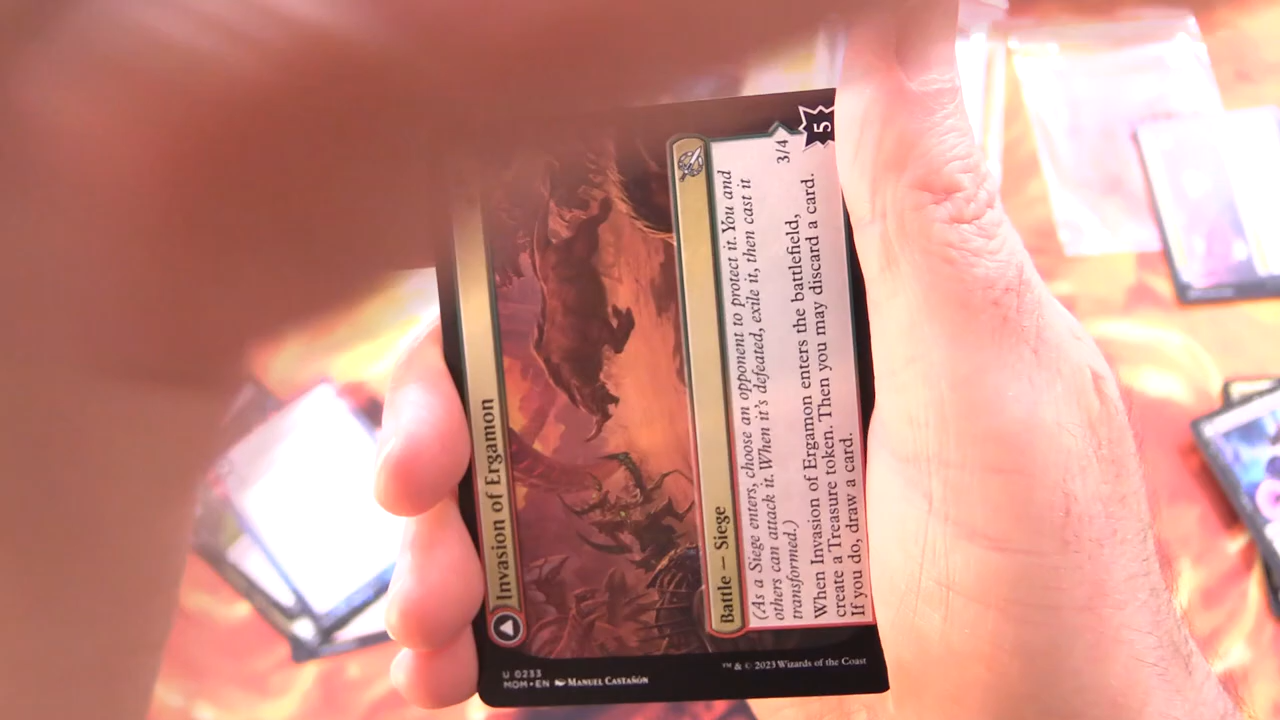 Invasion of Ergamon
Battle – Siege
(As a Siege enters, choose an opponent to protect it. You and
others can attack it. When it's defeated, exile it, then cast it
transformed.)
When Invasion of Ergamon enters the battlefield,
create a Treasure token. Then you may discard a card.
If you do, draw a card.
3/4
5
U 0233
MOM • EN Manuel Castañón
™ & © 2023 Wizards of the Coast